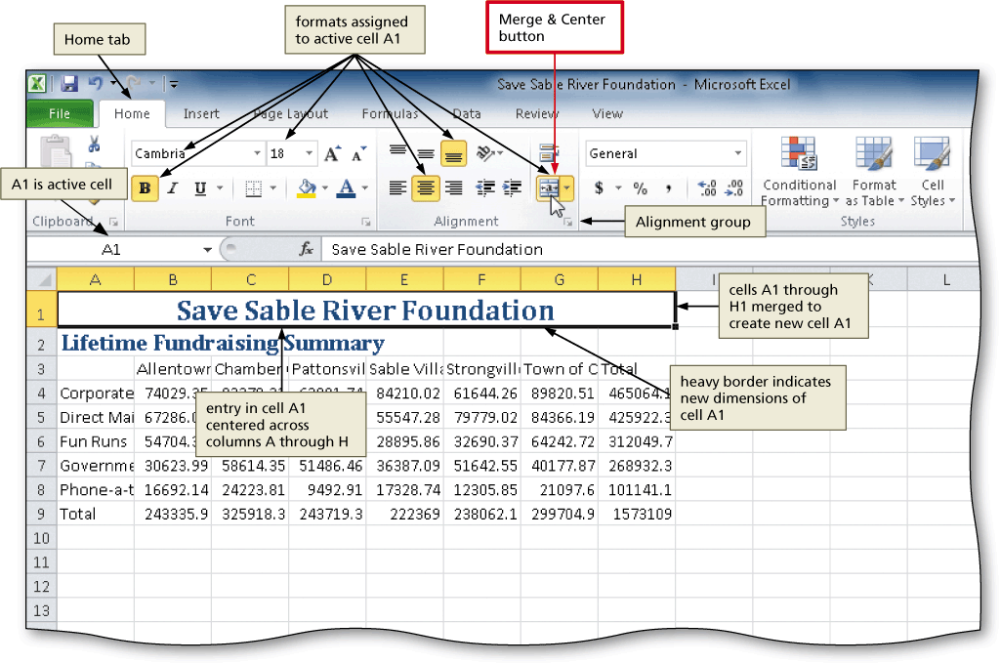 formats assigned
to active cell A1
Merge & Center
button
Home tab
Save Sable River Foundation - Microsoft Excel
File Home Insert Page Layout Formulas Data Review View
Cambria 18 A A General
B I U A a $ % , .0 .00 .00 .0
A1 is active cell
Conditional Formatting Format as Table Cell Styles
Clipboard Font Alignment Styles
Alignment group
A1 fx Save Sable River Foundation
A B C D E F G H I K L
1 Save Sable River Foundation
cells A1 through
H1 merged to
create new cell A1
2 Lifetime Fundraising Summary
3 Allentown Chamber Pattonsvil Sable Villa Strongville Town of C Total
heavy border indicates
new dimensions of
cell A1
4 Corporate 74029.35 84210.02 61644.26 89820.51 465064.1
entry in cell A1
centered across
columns A through H
5 Direct Mai 67286.0 55547.28 79779.02 84366.19 425922.3
6 Fun Runs 54704.3 28895.86 32690.37 64242.72 312049.7
7 Governme 30623.99 58614.35 51486.46 36387.09 51642.55 40177.87 268932.3
8 Phone-a-t 16692.14 24223.81 9492.91 17328.74 12305.85 21097.6 101141.1
9 Total 243335.9 325918.3 243719.3 222369 238062.1 299704.9 1573109
10
11
12
13